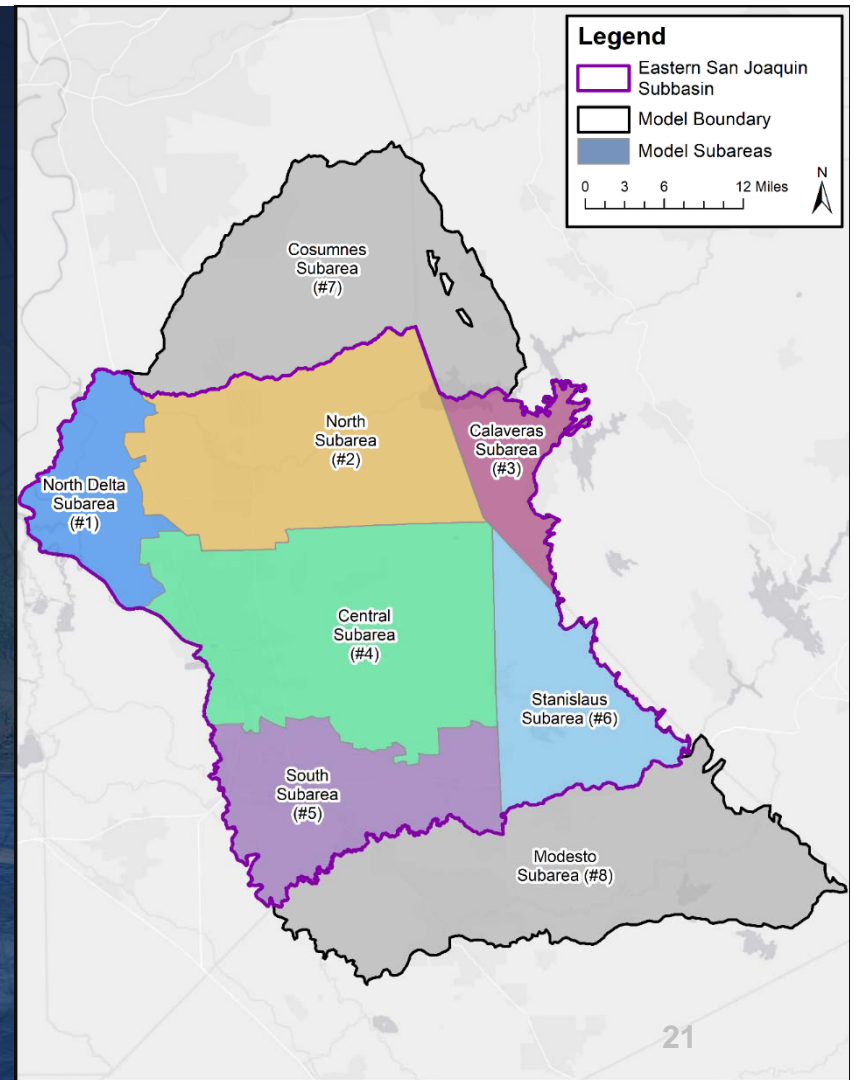 Legend
Eastern San Joaquin
Subbasin
Model Boundary
Model Subareas
0 3 6 12 Miles
N
Cosumnes
Subarea
(#7)
North
Subarea
(#2)
Calaveras
Subarea
(#3)
North Delta
Subarea
(#1)
Central
Subarea
(#4)
Stanislaus
Subarea (#6)
South
Subarea
(#5)
Modesto
Subarea (#8)
21